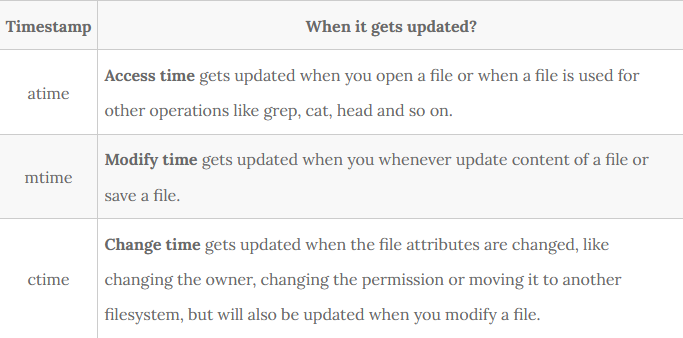 Timestamp When it gets updated?
atime
Access time gets updated when you open a file or when a file is used for
other operations like grep, cat, head and so on.
mtime
Modify time gets updated when you whenever update content of a file or
save a file.
ctime
Change time gets updated when the file attributes are changed, like
changing the owner, changing the permission or moving it to another
filesystem, but will also be updated when you modify a file.